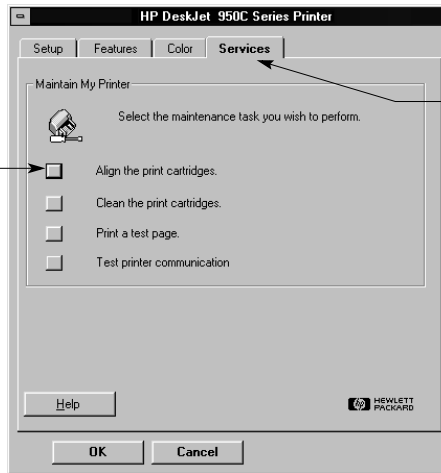 HP DeskJet 950C Series Printer
Setup Features Color Services
Maintain My Printer
Select the maintenance task you wish to perform.
Align the print cartridges.
Clean the print cartridges.
Print a test page.
Test printer communication
Help
hp HEWLETT
PACKARD
OK Cancel